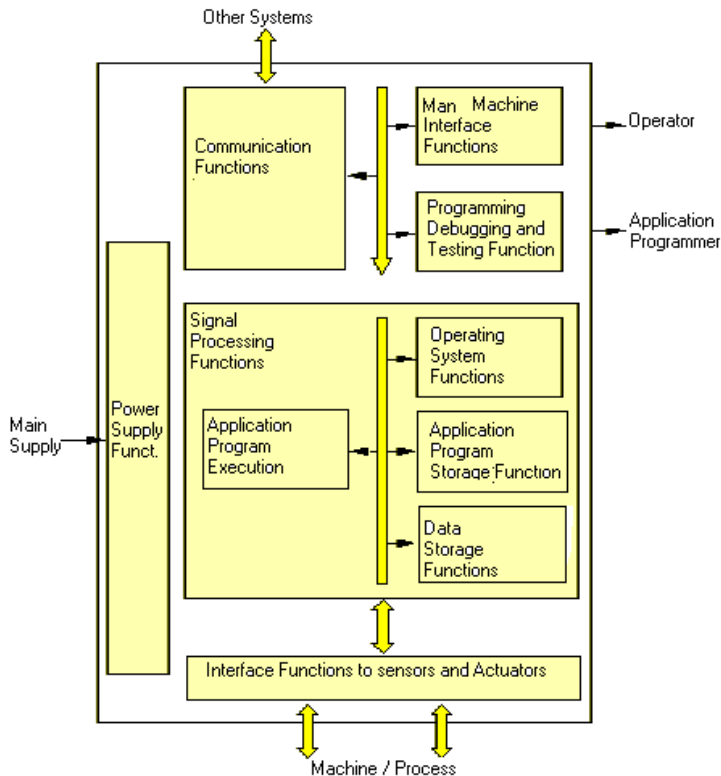 Other Systems
Communication
Functions
Man Machine
Interface
Functions
Operator
Programming
Debugging and
Testing Function
Application
Programmer
Signal
Processing
Functions
Operating
System
Functions
Main
Supply
Power
Supply
Funct.
Application
Program
Execution
Application
Program
Storage Function
Data
Storage
Functions
Interface Functions to sensors and Actuators
Machine / Process